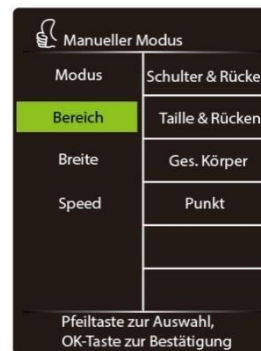 Manueller Modus
Modus
Schulter & Rücke
Bereich
Taille & Rücken
Breite
Ges. Körper
Speed
Punkt
Pfeiltaste zur Auswahl,
OK-Taste zur Bestätigung